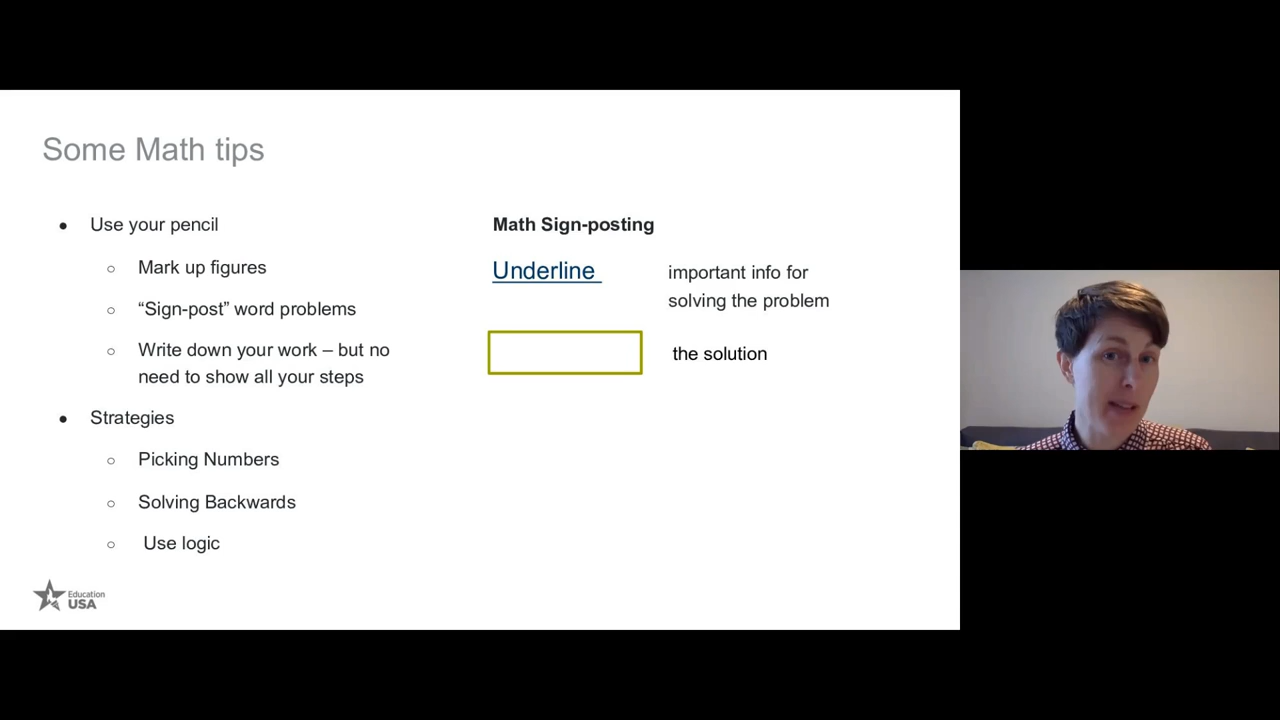 Some Math tips
Use your pencil
Mark up figures
“Sign-post” word problems
Write down your work – but no
need to show all your steps
Strategies
Picking Numbers
Solving Backwards
Use logic
Math Sign-posting
Underline
important info for
solving the problem
the solution
Education
USA